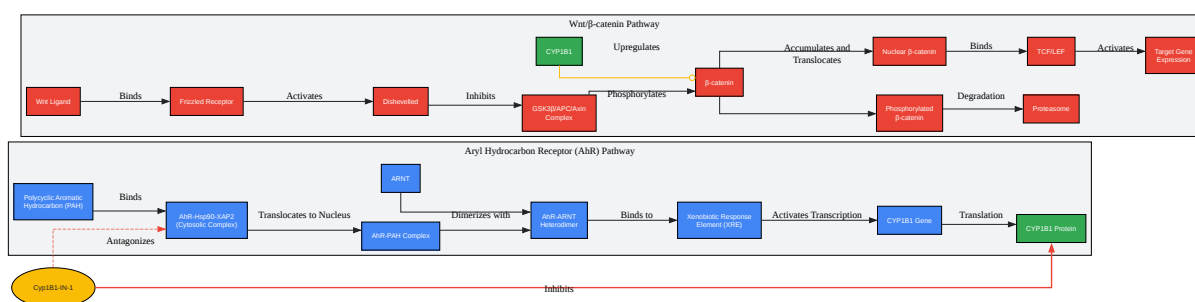 Wnt/β-catenin Pathway
CYP1B1
Upregulates
Accumulates and
Translocates
Nuclear β-catenin
Binds
TCF/LEF
Activates
Target Gene
Expression
Wnt Ligand
Binds
Frizzled Receptor
Activates
Dishevelled
Inhibits
GSK3β/APC/Axin
Complex
Phosphorylates
β-catenin
Phosphorylated
β-catenin
Degradation
Proteasome
Aryl Hydrocarbon Receptor (AhR) Pathway
Polycyclic Aromatic
Hydrocarbon (PAH)
Binds
AhR-Hsp90-XAP2
(Cytosolic Complex)
Antagonizes
Translocates to Nucleus
ARNT
AhR-PAH Complex
Dimerizes with
AhR-ARNT
Heterodimer
Binds to
Xenobiotic Response
Element (XRE)
Activates Transcription
CYP1B1 Gene
Translation
CYP1B1 Protein
Cyp1B1-IN-1
Inhibits